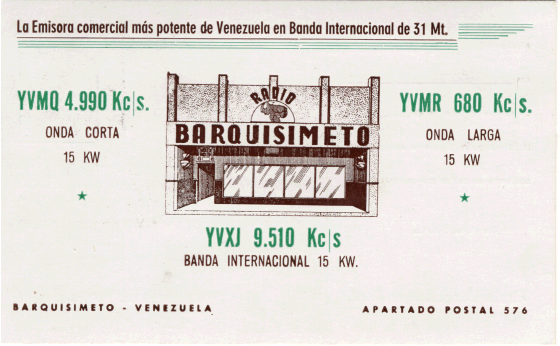 La Emisora comercial más potente de Venezuela en Banda Internacional de 31 Mt.
YVMQ 4.990 Kc|s.
ONDA CORTA
15 KW
RADIO
BARQUISIMETO
YVMR 680 Kc|s.
ONDA LARGA
15 KW
YVXJ 9.510 Kc|s
BANDA INTERNACIONAL 15 KW.
BARQUISIMETO - VENEZUELA
APARTADO POSTAL 576